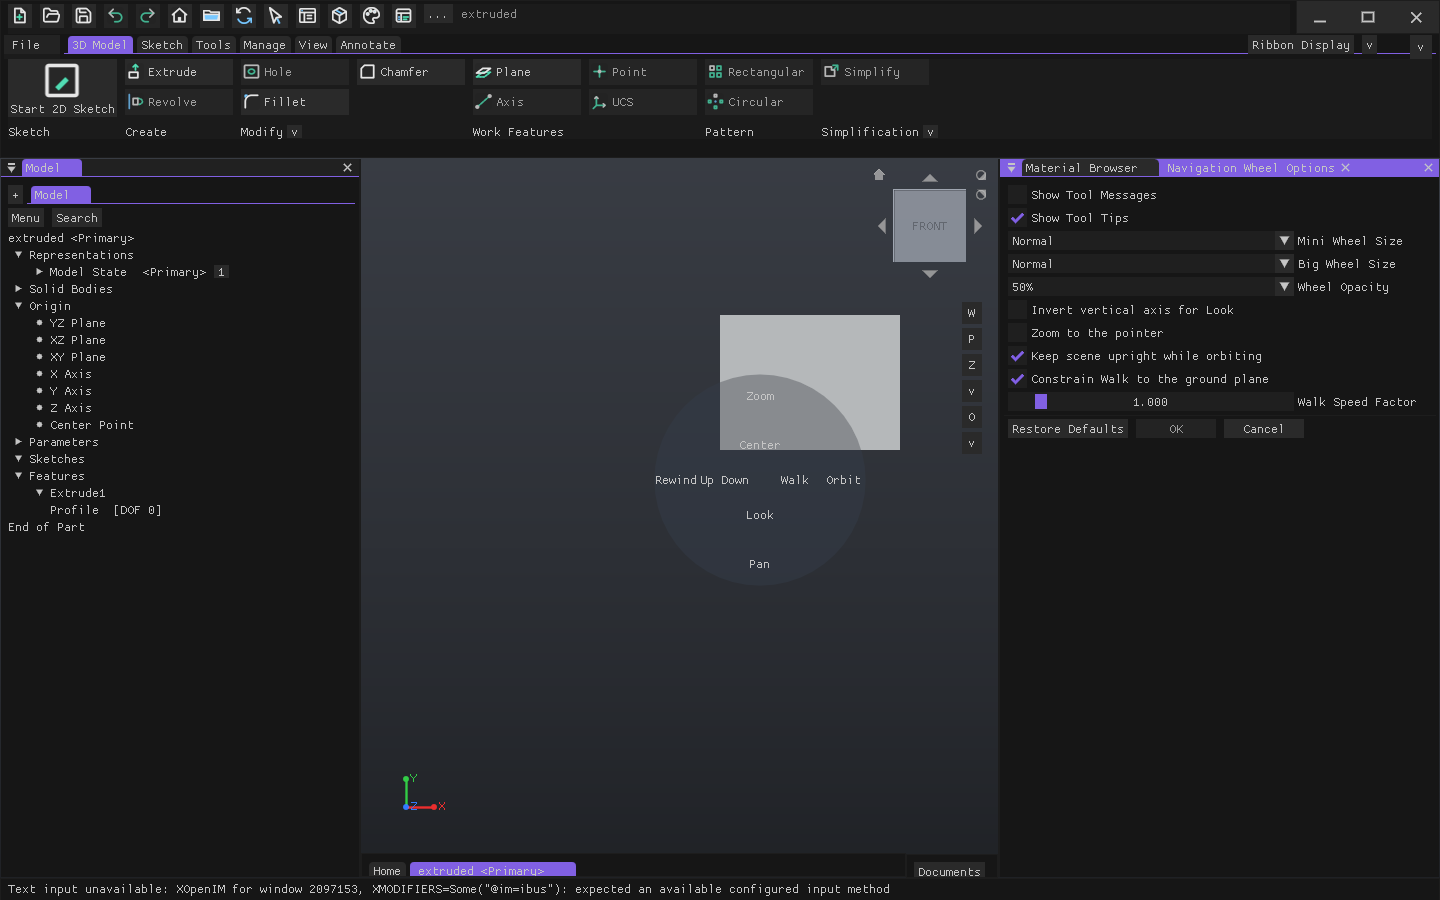 ... extruded
File 3D Model Sketch Tools Manage View Annotate Ribbon Display v v
Start 2D Sketch
Extrude Hole Chamfer Plane Point Rectangular Simplify
Revolve Fillet Axis UCS Circular
Sketch Create Modify v Work Features Pattern Simplification v
Model
+ Model
Menu Search
extruded <Primary>
Representations
Model State <Primary> 1
Solid Bodies
Origin
YZ Plane
XZ Plane
XY Plane
X Axis
Y Axis
Z Axis
Center Point
Parameters
Sketches
Features
Extrude1
Profile [DOF 0]
End of Part
FRONT
W
P
Z
v
O
v
Zoom
Center
Rewind Up Down Walk Orbit
Look
Pan
Y
Z X
Home extruded <Primary> Documents
Material Browser Navigation Wheel Options
Show Tool Messages
Show Tool Tips
Normal Mini Wheel Size
Normal Big Wheel Size
50% Wheel Opacity
Invert vertical axis for Look
Zoom to the pointer
Keep scene upright while orbiting
Constrain Walk to the ground plane
1.000 Walk Speed Factor
Restore Defaults OK Cancel
Text input unavailable: XOpenIM for window 2097153, XMODIFIERS=Some("@im=ibus"): expected an available configured input method